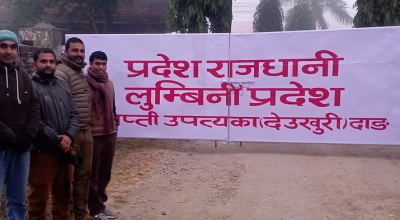 प्रदेश राजधानी
लुम्बिनी प्रदेश
उपत्यका(देउखुरी) दाङ